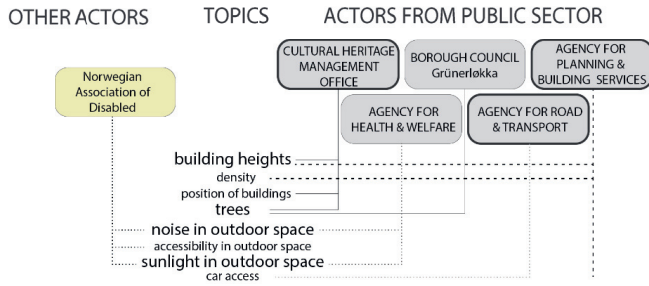 OTHER ACTORS
TOPICS
ACTORS FROM PUBLIC SECTOR
Norwegian
Association of
Disabled
CULTURAL HERITAGE
MANAGEMENT
OFFICE
BOROUGH COUNCIL
Grünerløkka
AGENCY FOR
PLANNING &
BUILDING SERVICES
AGENCY FOR
HEALTH & WELFARE
AGENCY FOR ROAD
& TRANSPORT
building heights
density
position of buildings
trees
noise in outdoor space
accessibility in outdoor space
sunlight in outdoor space
car access